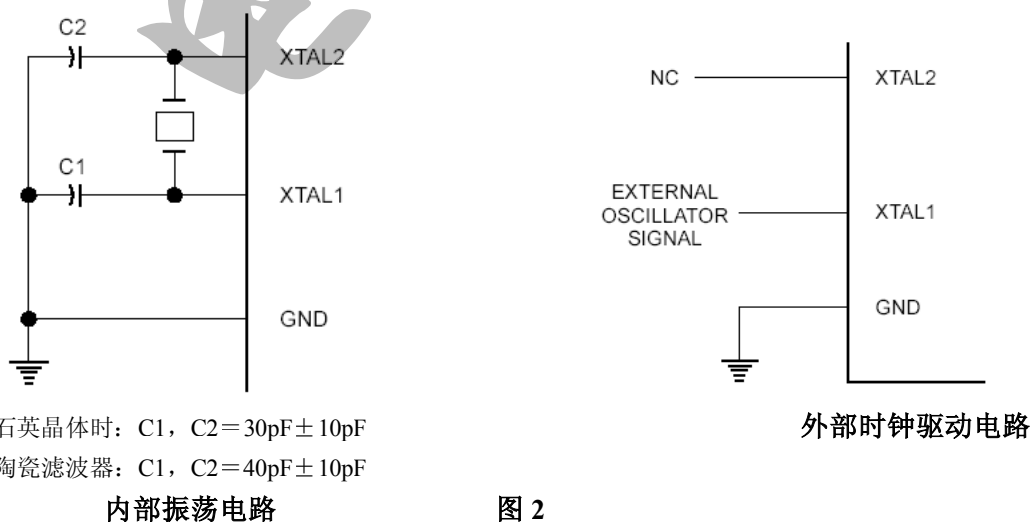 C2
XTAL2
C1
XTAL1
GND
石英晶体时：C1，C2＝30pF±10pF
陶瓷滤波器：C1，C2＝40pF±10pF
内部振荡电路
NC
XTAL2
EXTERNAL
OSCILLATOR
SIGNAL
XTAL1
GND
外部时钟驱动电路
图 2